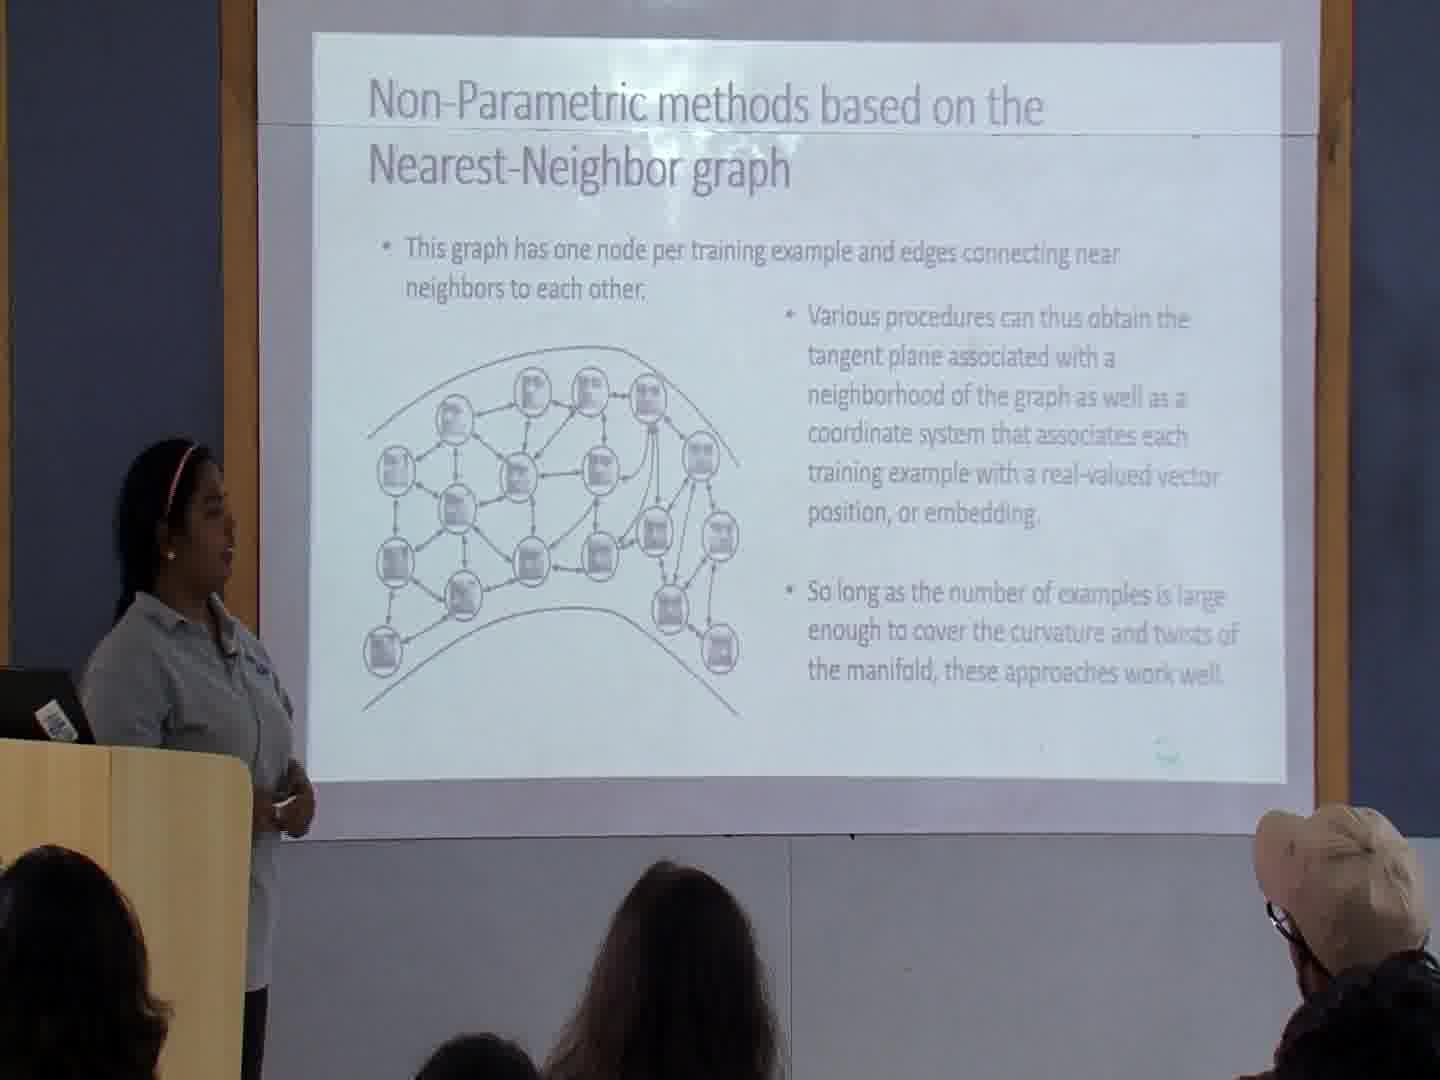 Non-Parametric methods based on the
Nearest-Neighbor graph
• This graph has one node per training example and edges connecting near
neighbors to each other.
• Various procedures can thus obtain the
tangent plane associated with a
neighborhood of the graph as well as a
coordinate system that associates each
training example with a real-valued vector
position, or embedding.
• So long as the number of examples is large
enough to cover the curvature and twists of
the manifold, these approaches work well.